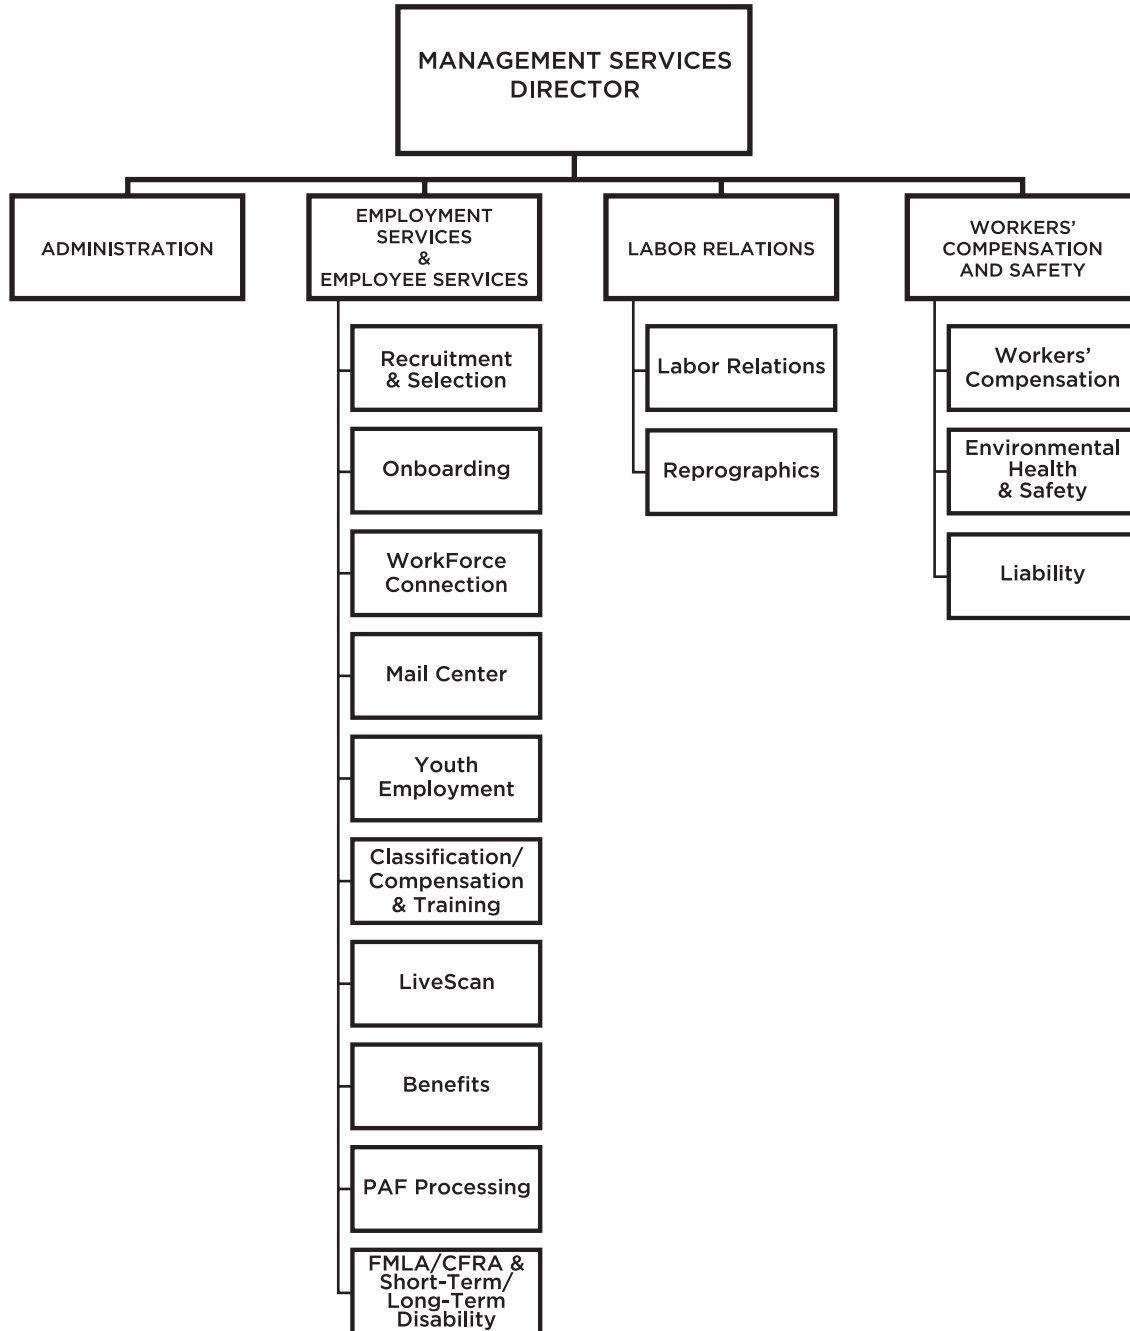 MANAGEMENT SERVICES
DIRECTOR
ADMINISTRATION
EMPLOYMENT
SERVICES
&
EMPLOYEE SERVICES
Recruitment
& Selection
Onboarding
WorkForce
Connection
Mail Center
Youth
Employment
Classification/
Compensation
& Training
LiveScan
Benefits
PAF Processing
FMLA/CFRA &
Short-Term/
Long-Term
Disability
LABOR RELATIONS
Labor Relations
Reprographics
WORKERS’
COMPENSATION
AND SAFETY
Workers’
Compensation
Environmental
Health
& Safety
Liability